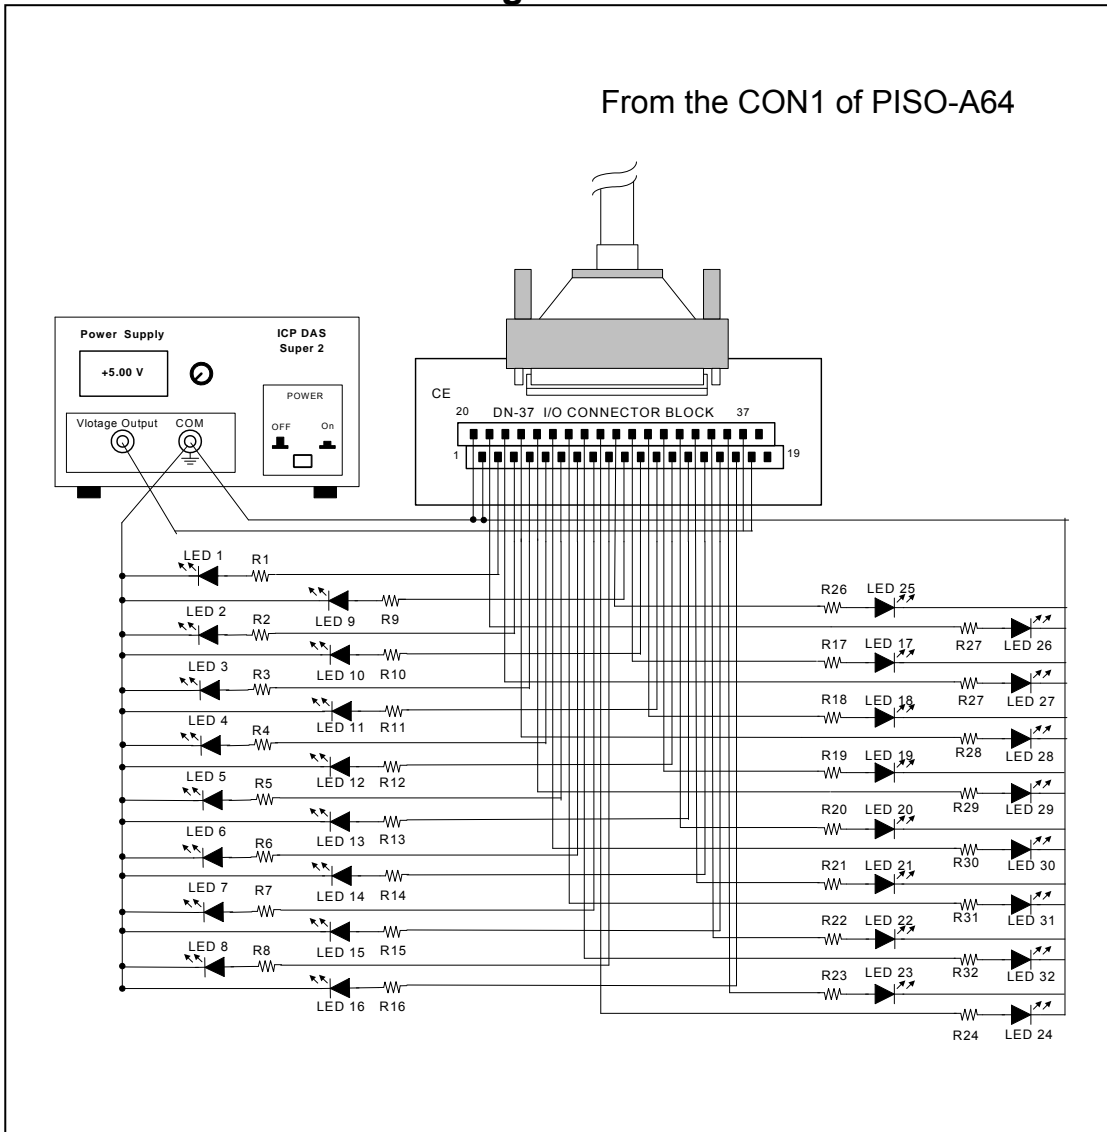 From the CON1 of PISO-A64
Power Supply
ICP DAS
Super 2
+5.00 V
POWER
OFF On
Vlotage Output COM
CE
20 DN-37 I/O CONNECTOR BLOCK 37
1 19
LED 1 R1
LED 9 R9
LED 2 R2
LED 10 R10
LED 3 R3
LED 11 R11
LED 4 R4
LED 12 R12
LED 5 R5
LED 13 R13
LED 6 R6
LED 14 R14
LED 7 R7
LED 15 R15
LED 8 R8
LED 16 R16
R26 LED 25
R27 LED 26
R17 LED 17
R27 LED 27
R18 LED 18
R28 LED 28
R19 LED 19
R29 LED 29
R20 LED 20
R30 LED 30
R21 LED 21
R31 LED 31
R22 LED 22
R32 LED 32
R23 LED 23
R24 LED 24